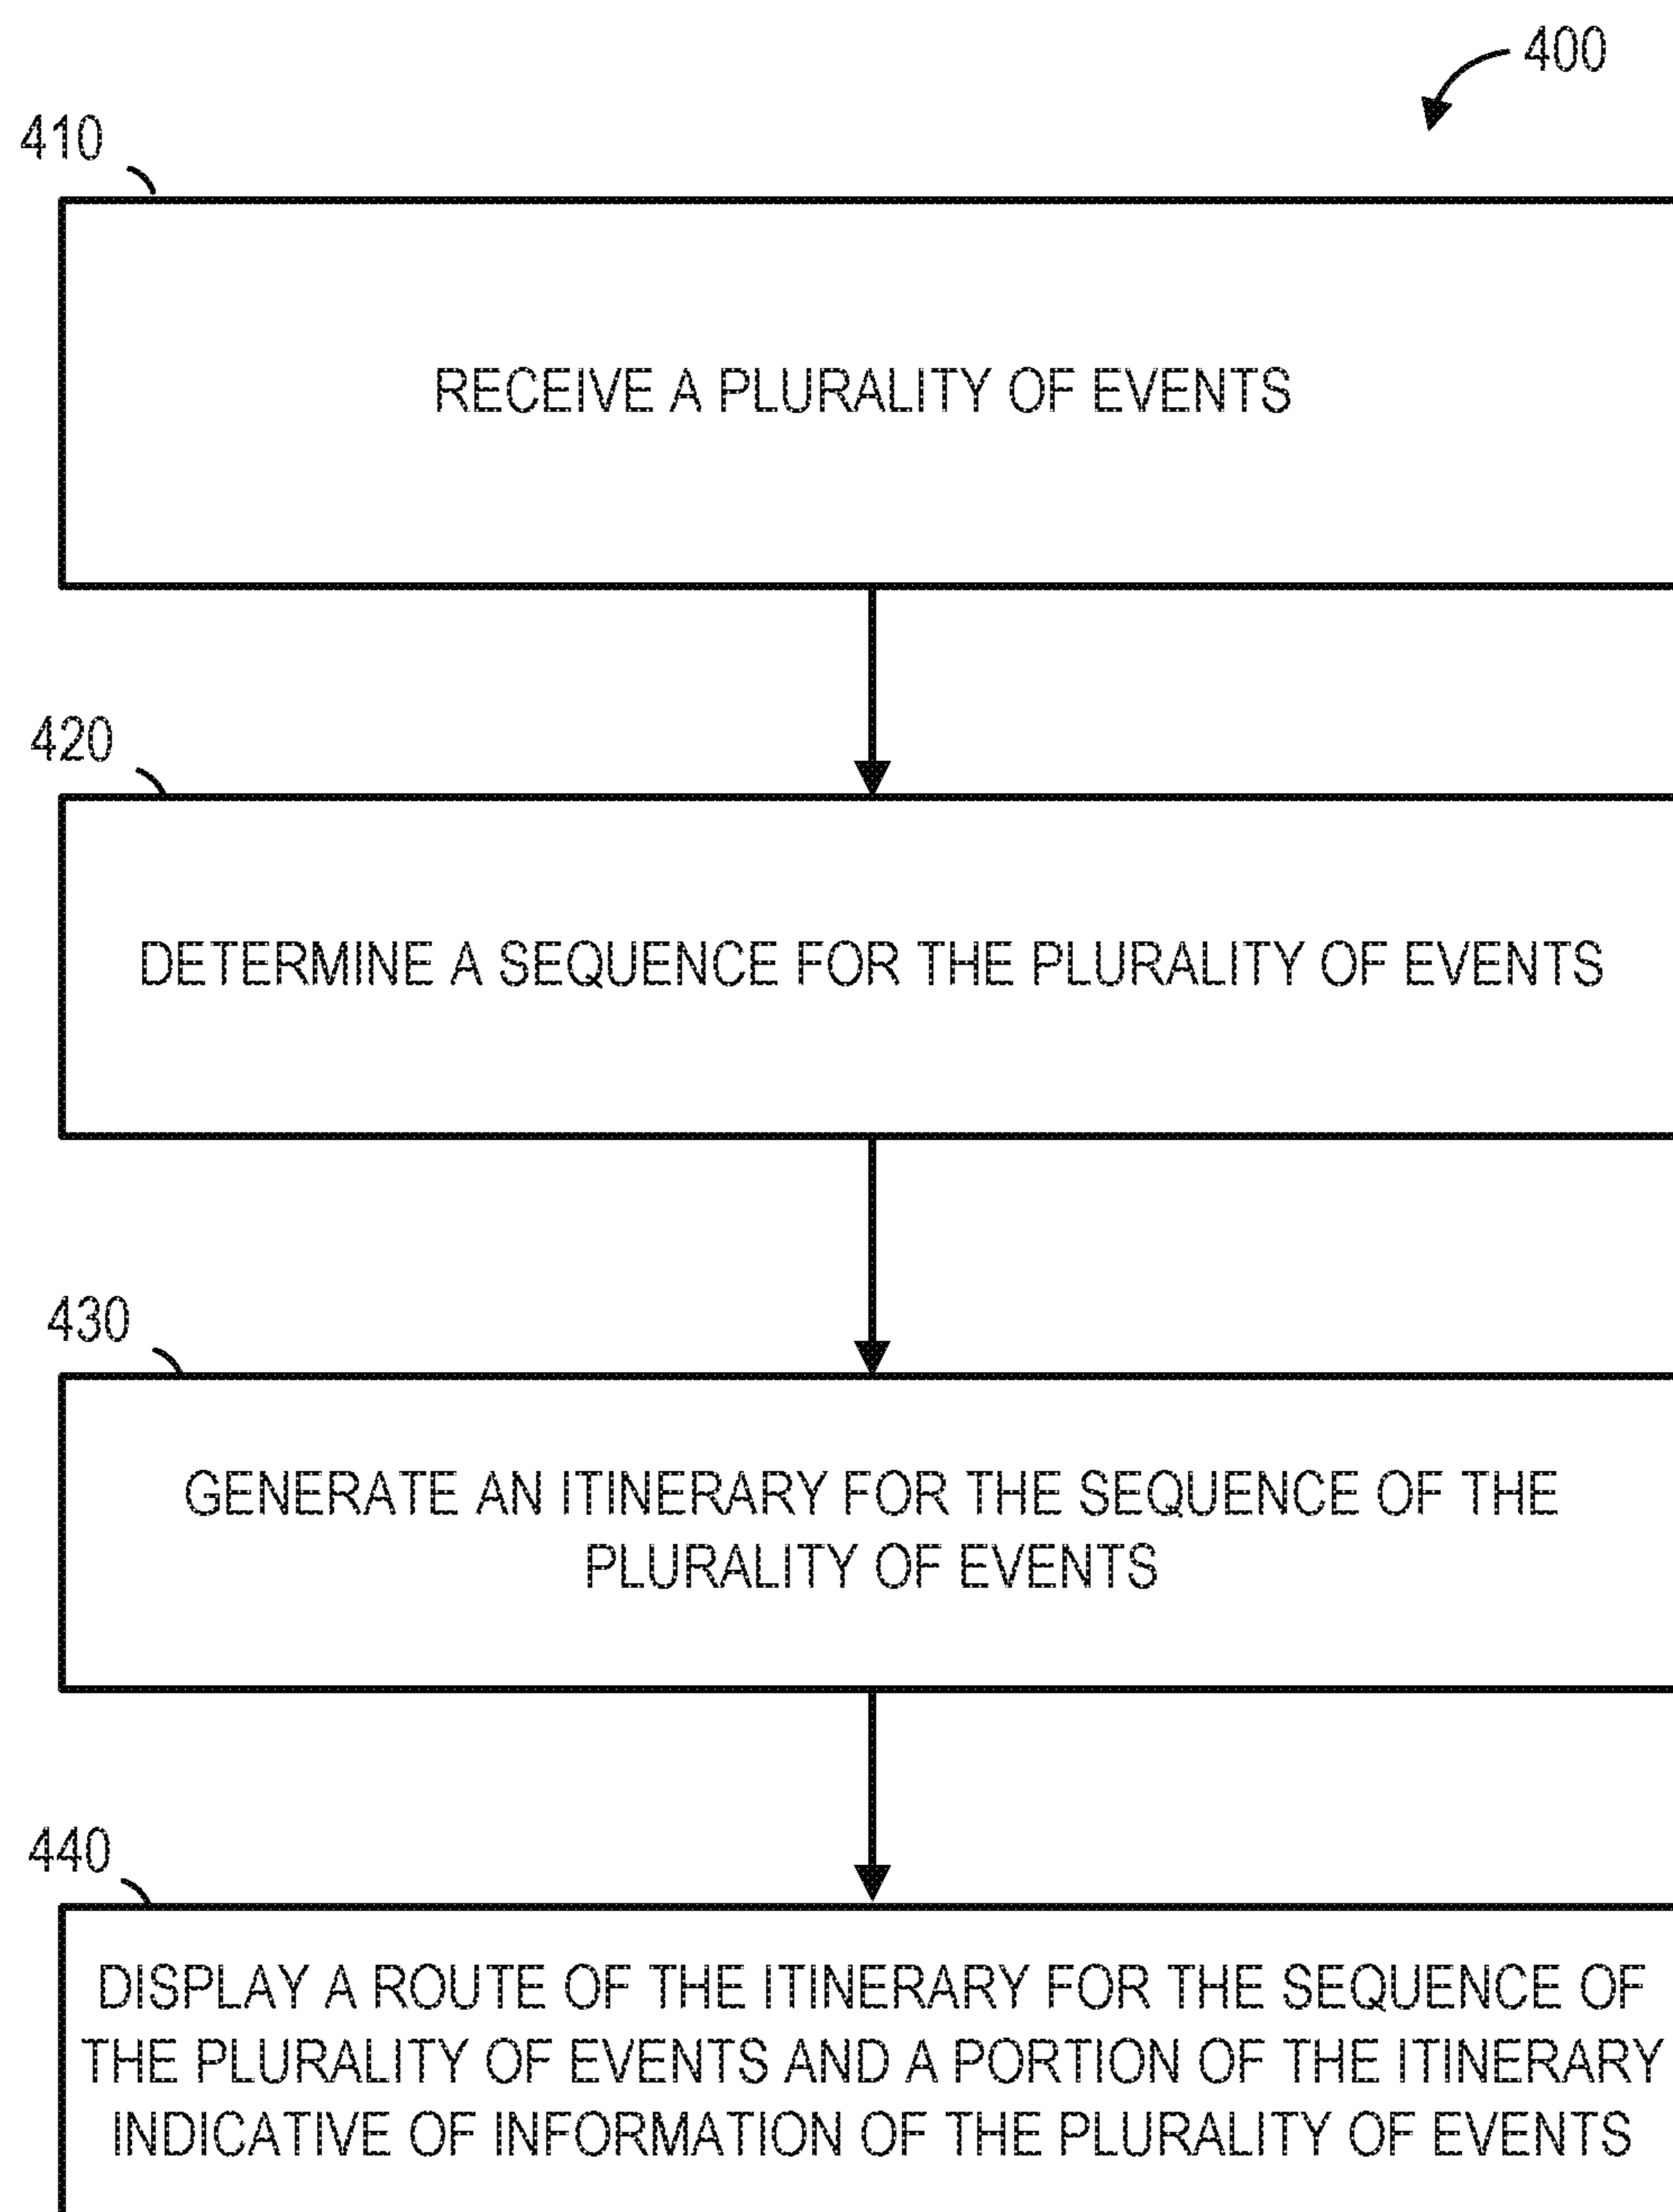 400
410
RECEIVE A PLURALITY OF EVENTS
420
DETERMINE A SEQUENCE FOR THE PLURALITY OF EVENTS
430
GENERATE AN ITINERARY FOR THE SEQUENCE OF THE
PLURALITY OF EVENTS
440
DISPLAY A ROUTE OF THE ITINERARY FOR THE SEQUENCE OF
THE PLURALITY OF EVENTS AND A PORTION OF THE ITINERARY
INDICATIVE OF INFORMATION OF THE PLURALITY OF EVENTS